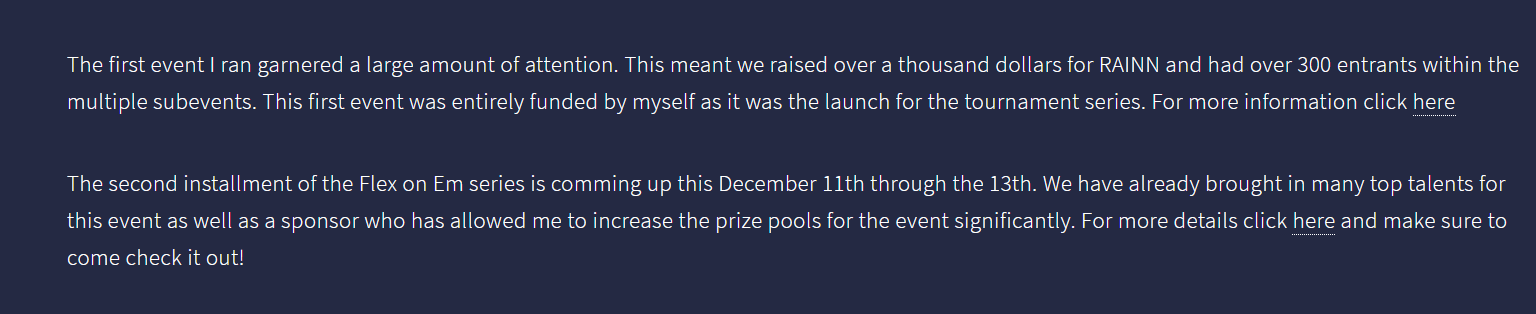 The first event I ran garnered a large amount of attention. This meant we raised over a thousand dollars for RAINN and had over 300 entrants within the
multiple subevents. This first event was entirely funded by myself as it was the launch for the tournament series. For more information click here
The second installment of the Flex on Em series is comming up this December 11th through the 13th. We have already brought in many top talents for
this event as well as a sponsor who has allowed me to increase the prize pools for the event significantly. For more details click here and make sure to
come check it out!